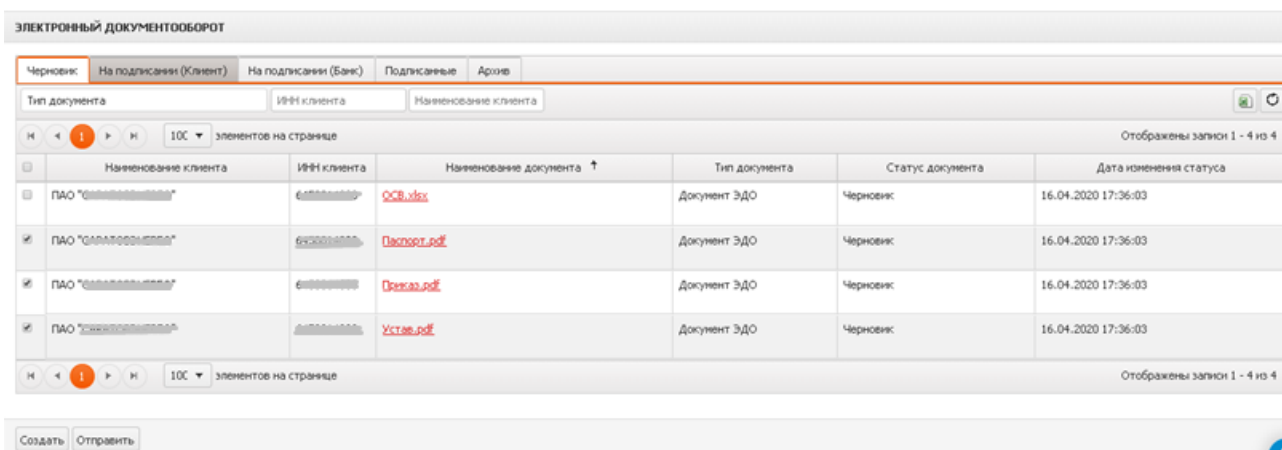 ЭЛЕКТРОННЫЙ ДОКУМЕНТООБОРОТ
Черновик На подписании (Клиент) На подписании (Банк) Подписанные Архив
Тип документа ИНН клиента Наименование клиента
1 10С элементов на странице Отображены записи 1 - 4 из 4
Наименование клиента ИНН клиента Наименование документа ↑ Тип документа Статус документа Дата изменения статуса
ПАО ОСВ.xlsx Документ ЭДО Черновик 16.04.2020 17:36:03
ПАО Паспорт.pdf Документ ЭДО Черновик 16.04.2020 17:36:03
ПАО Приказ.pdf Документ ЭДО Черновик 16.04.2020 17:36:03
ПАО Устав.pdf Документ ЭДО Черновик 16.04.2020 17:36:03
1 10С элементов на странице Отображены записи 1 - 4 из 4
Создать Отправить